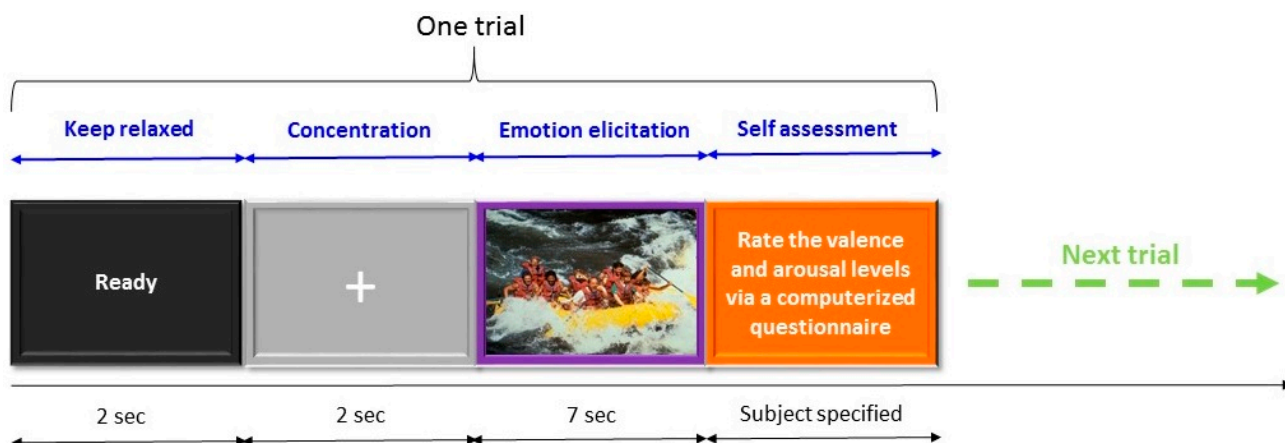 One trial
Keep relaxed
Concentration
Emotion elicitation
Self assessment
Ready
+
Rate the valence
and arousal levels
via a computerized
questionnaire
Next trial
2 sec
2 sec
7 sec
Subject specified